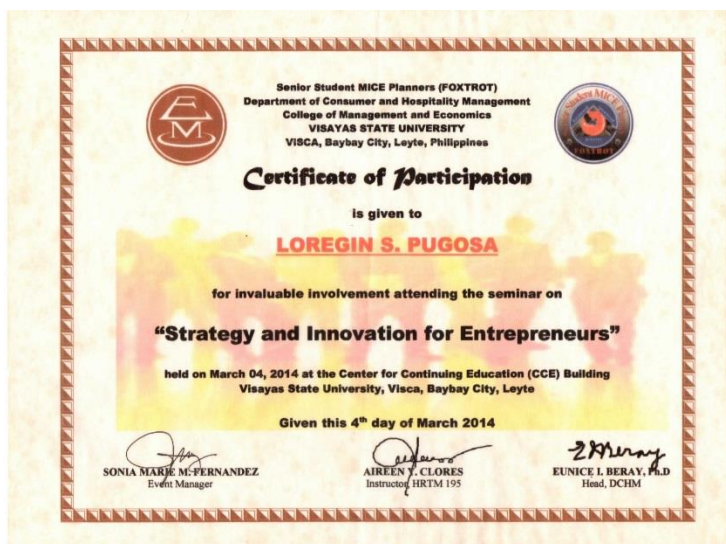 Senior Student MICE Planners (FOXTROT)
Department of Consumer and Hospitality Management
College of Management and Economics
VISAYAS STATE UNIVERSITY
VISCA, Baybay City, Leyte, Philippines
Certificate of Participation
is given to
LOREGIN S. PUGOSA
for invaluable involvement attending the seminar on
“Strategy and Innovation for Entrepreneurs”
held on March 04, 2014 at the Center for Continuing Education (CCE) Building
Visayas State University, Visca, Baybay City, Leyte
Given this 4th day of March 2014
SONIA MARIE M. FERNANDEZ
Event Manager
AIREEN Y. CLORES
Instructor, HRTM 195
EUNICE I. BERAY, Ph.D
Head, DCHM
FOXTROT